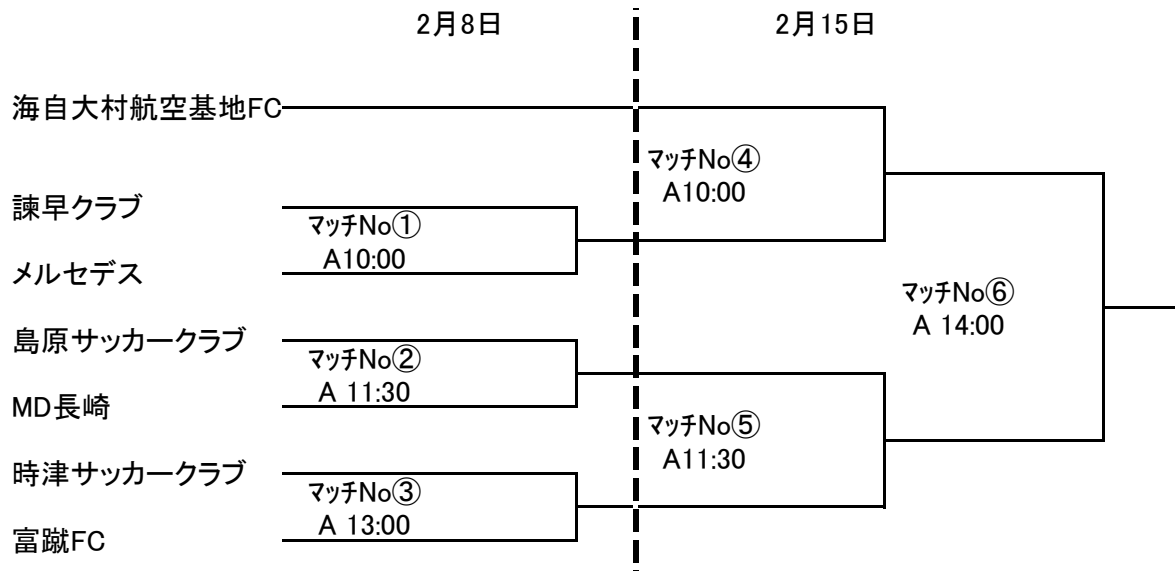 2月8日
2月15日
海自大村航空基地FC
マッチNo④
A10:00
諫早クラブ
マッチNo①
A10:00
メルセデス
マッチNo⑥
A 14:00
島原サッカークラブ
マッチNo②
A 11:30
MD長崎
マッチNo⑤
A11:30
時津サッカークラブ
マッチNo③
A 13:00
富蹴FC